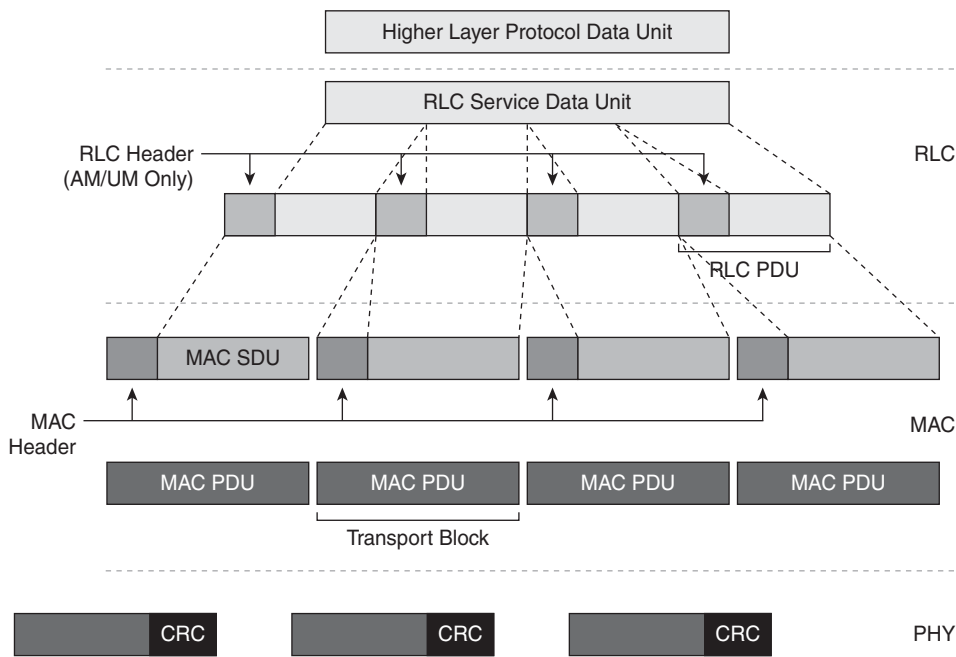 Higher Layer Protocol Data Unit
RLC Service Data Unit
RLC Header
(AM/UM Only)
RLC
RLC PDU
MAC SDU
MAC
Header
MAC
MAC PDU
MAC PDU
MAC PDU
MAC PDU
Transport Block
CRC
CRC
CRC
PHY